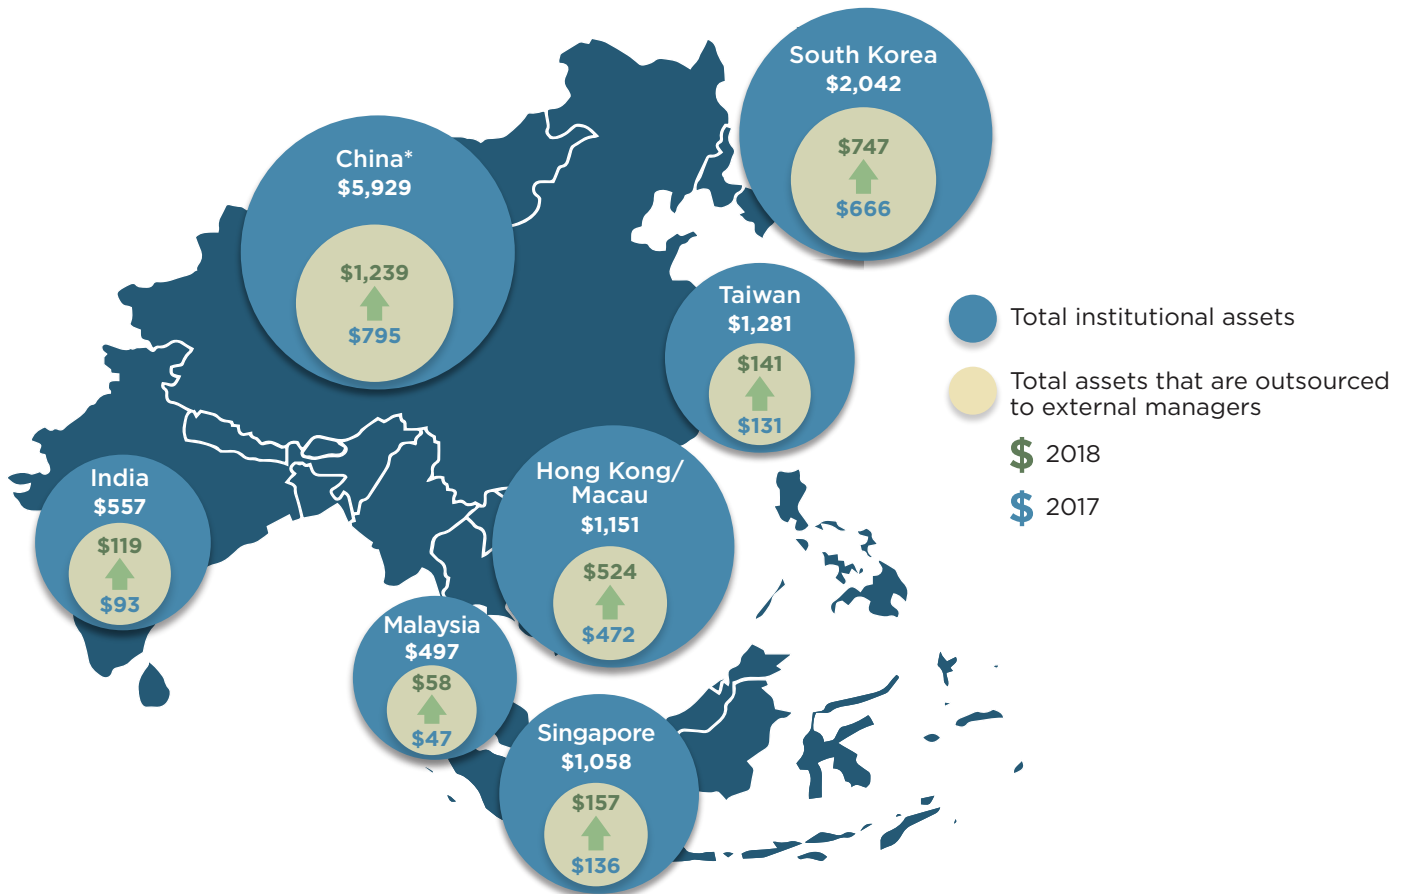 South Korea
$2,042
$747
$666
China*
$5,929
$1,239
$795
Taiwan
$1,281
$141
$131
Total institutional assets
Total assets that are outsourced
to external managers
$ 2018
$ 2017
India
$557
$119
$93
Hong Kong/
Macau
$1,151
$524
$472
Malaysia
$497
$58
$47
Singapore
$1,058
$157
$136